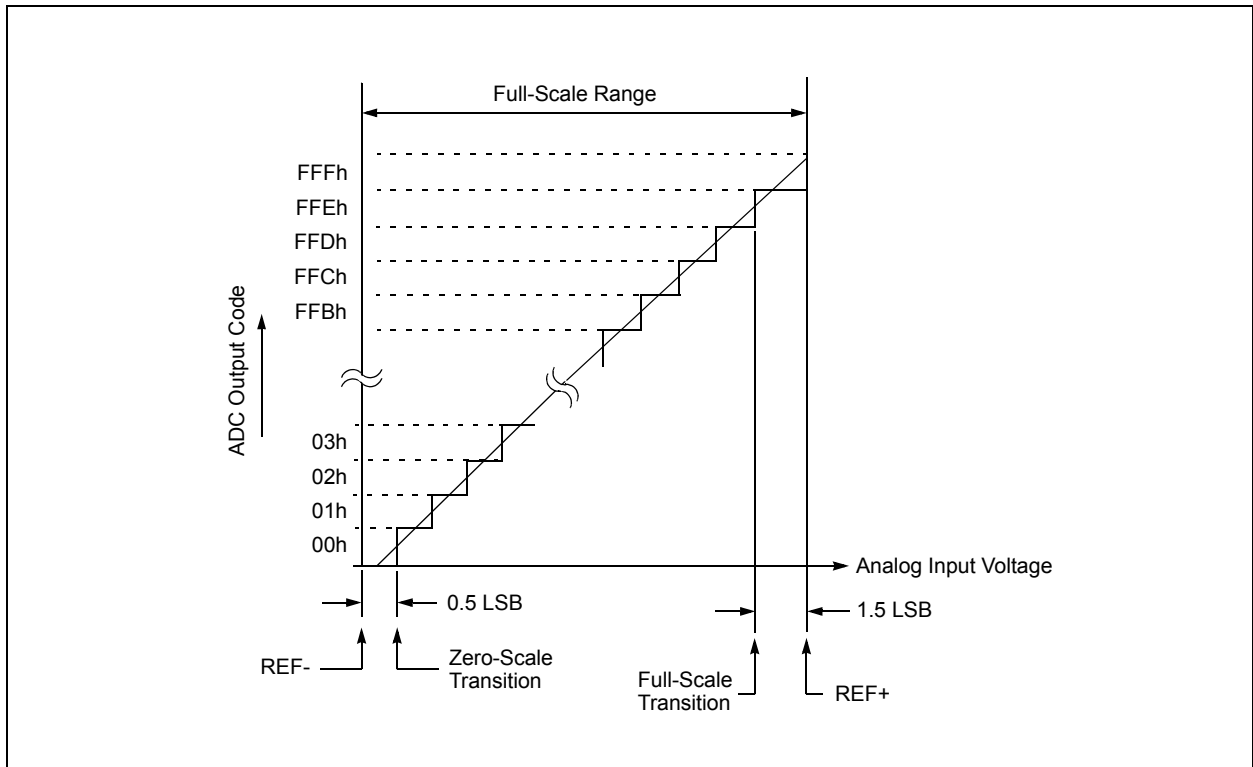 Full-Scale Range
FFFh
FFEh
FFDh
FFCh
FFBh
ADC Output Code
03h
02h
01h
00h
Analog Input Voltage
0.5 LSB
1.5 LSB
REF-
Zero-Scale
Transition
Full-Scale
Transition
REF+